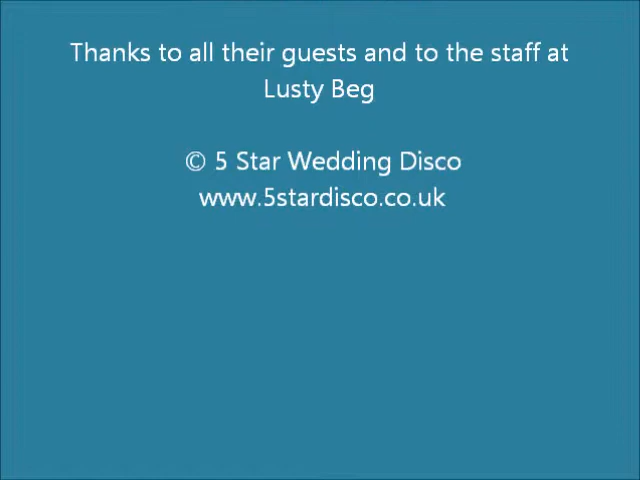 Thanks to all their guests and to the staff at
Lusty Beg
© 5 Star Wedding Disco
www.5stardisco.co.uk